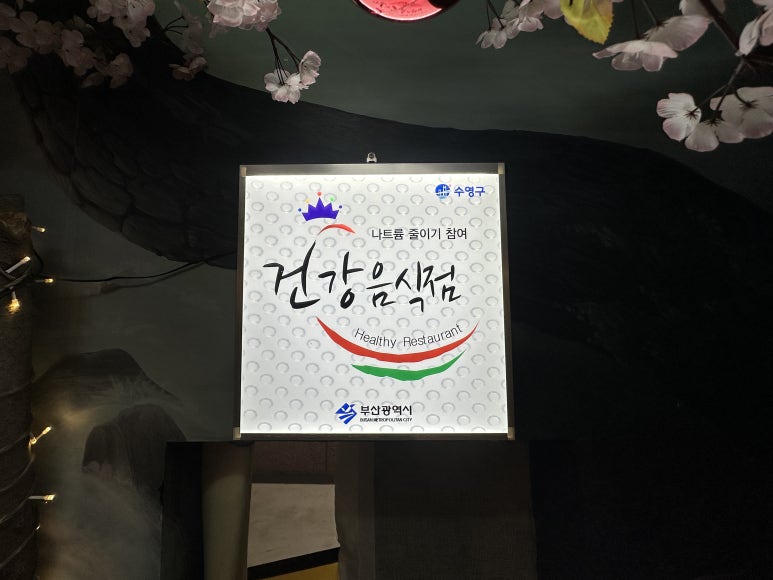 수영구
나트륨 줄이기 참여
건강음식점
Healthy Restaurant
부산광역시
BUSAN METROPOLITAN CITY